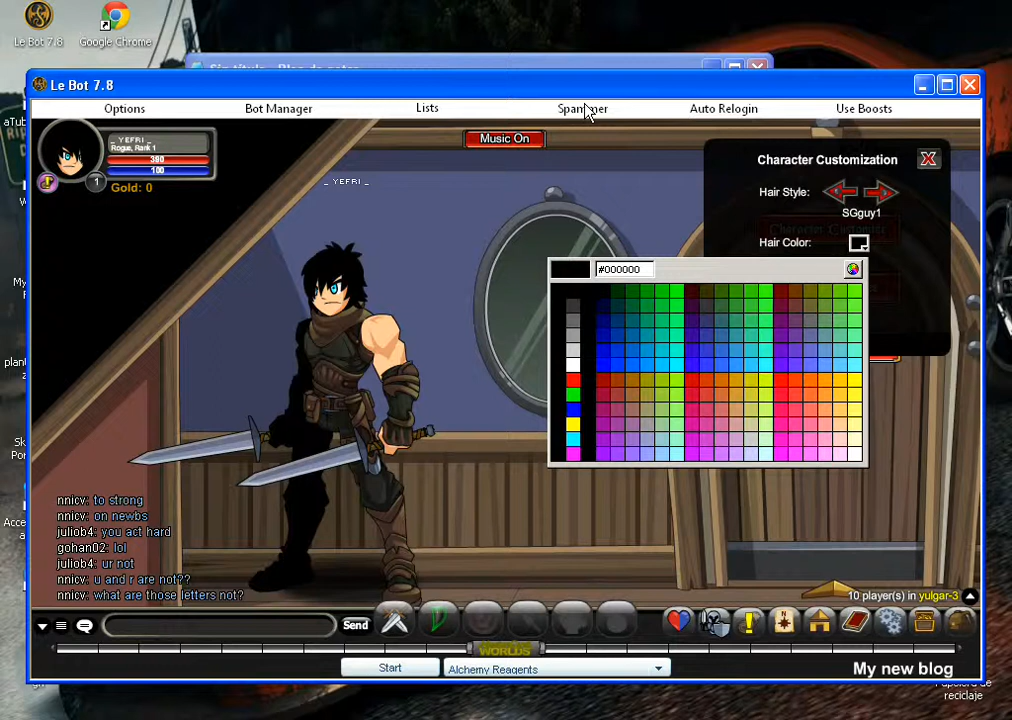 Le Bot 7.8
Google Chrome
Le Bot 7.8
Options
Bot Manager
Lists
Spammer
Auto Relogin
Use Boosts
_ YEFRI _
Rogue, Rank 1
380
100
1
Gold: 0
Music On
_ YEFRI _
Character Customization
Hair Style:
SGguy1
Hair Color:
#000000
nnicv: to strong
nnicv: on newbs
juliob4: you act hard
gohan02: lol
juliob4: ur not
nnicv: u and r are not??
nnicv: what are those letters not?
10 player(s) in yulgar-3
Send
WORLDS
Start
Alchemy Reagents
My new blog
reciclaje